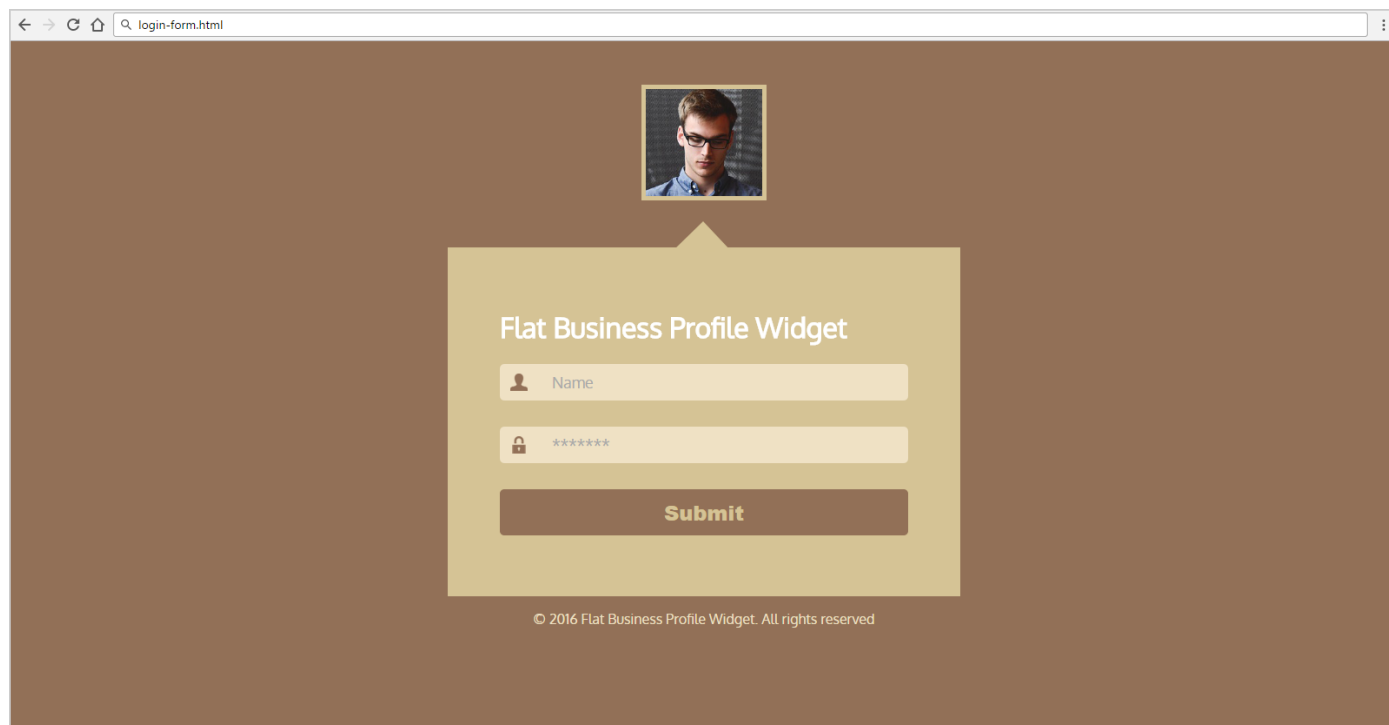 login-form.html
Flat Business Profile Widget
Name
*******
Submit
© 2016 Flat Business Profile Widget. All rights reserved